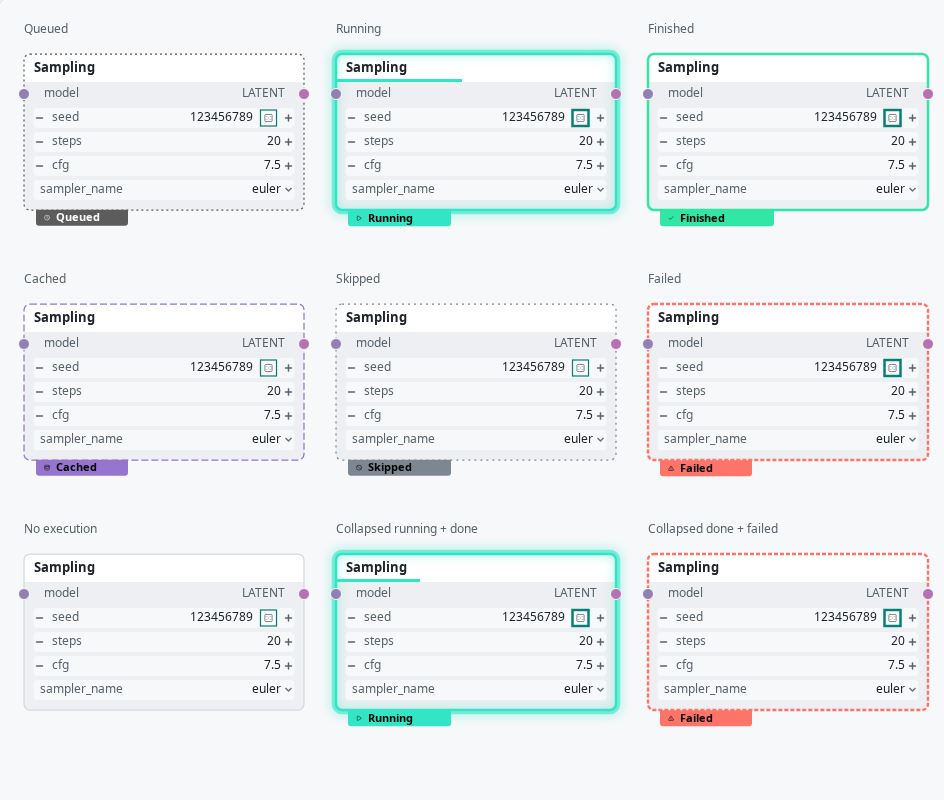 Queued
Sampling
model LATENT
seed 123456789
steps 20
cfg 7.5
sampler_name euler
Queued
Running
Sampling
model LATENT
seed 123456789
steps 20
cfg 7.5
sampler_name euler
Running
Finished
Sampling
model LATENT
seed 123456789
steps 20
cfg 7.5
sampler_name euler
Finished
Cached
Sampling
model LATENT
seed 123456789
steps 20
cfg 7.5
sampler_name euler
Cached
Skipped
Sampling
model LATENT
seed 123456789
steps 20
cfg 7.5
sampler_name euler
Skipped
Failed
Sampling
model LATENT
seed 123456789
steps 20
cfg 7.5
sampler_name euler
Failed
No execution
Sampling
model LATENT
seed 123456789
steps 20
cfg 7.5
sampler_name euler
Collapsed running + done
Sampling
model LATENT
seed 123456789
steps 20
cfg 7.5
sampler_name euler
Running
Collapsed done + failed
Sampling
model LATENT
seed 123456789
steps 20
cfg 7.5
sampler_name euler
Failed